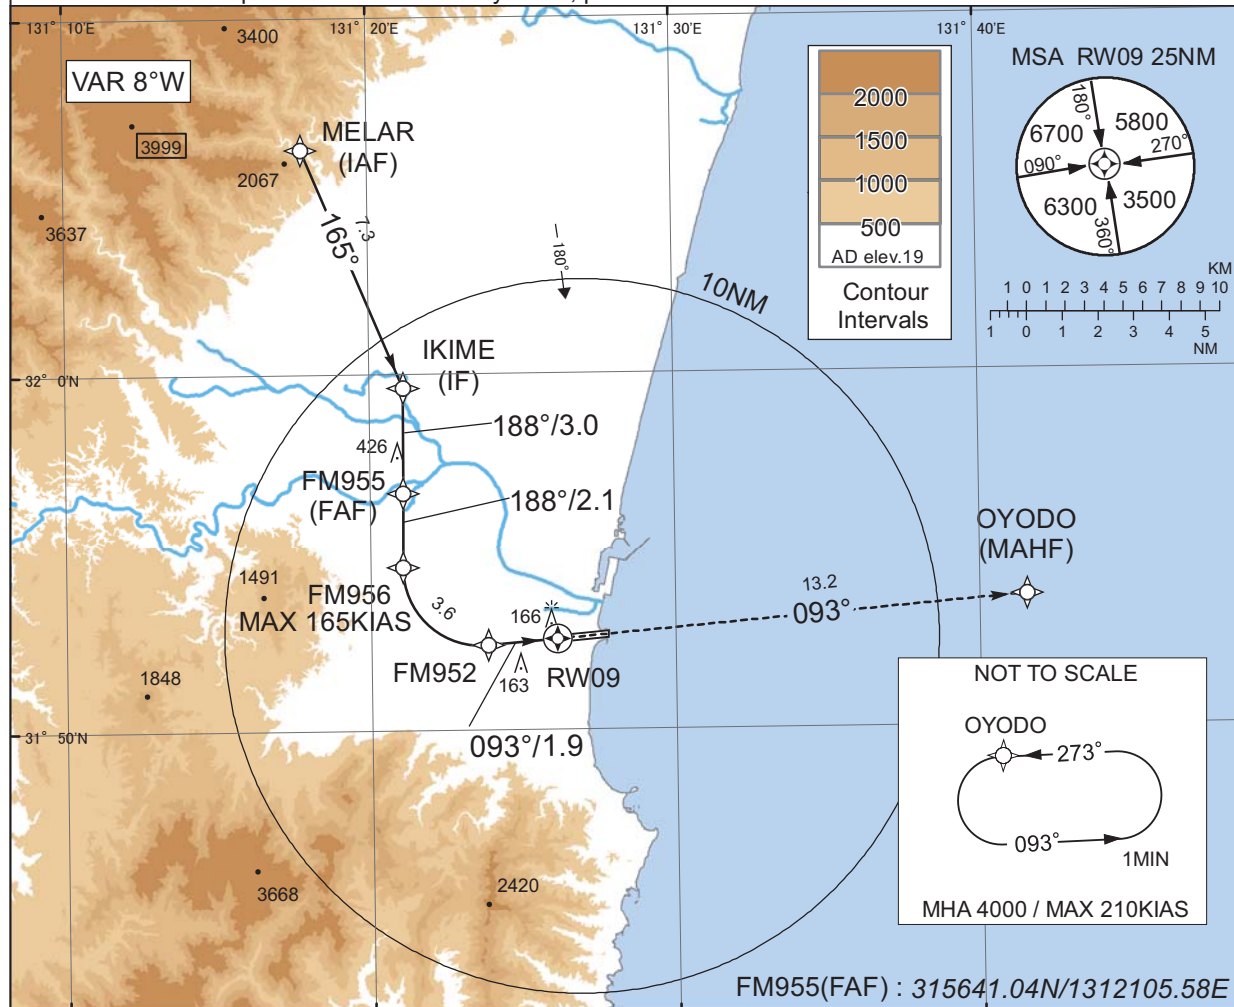 131° 10'E
131° 20'E
131° 30'E
131° 40'E
3400
VAR 8°W
3999
2067
3637
MELAR
(IAF)
7.3
165°
180°
10NM
2000
1500
1000
500
AD elev.19
Contour
Intervals
MSA RW09 25NM
180°
6700
5800
270°
090°
6300
3500
360°
KM
1 0 1 2 3 4 5 6 7 8 9 10
1 0 1 2 3 4 5
NM
IKIME
(IF)
32° 0'N
188°/3.0
426
FM955
(FAF)
188°/2.1
OYODO
(MAHF)
1491
FM956
MAX 165KIAS
3.6
166
13.2
093°
FM952
163
RW09
1848
31° 50'N
093°/1.9
3668
2420
NOT TO SCALE
OYODO
273°
093°
1MIN
MHA 4000 / MAX 210KIAS
FM955(FAF) : 315641.04N/1312105.58E